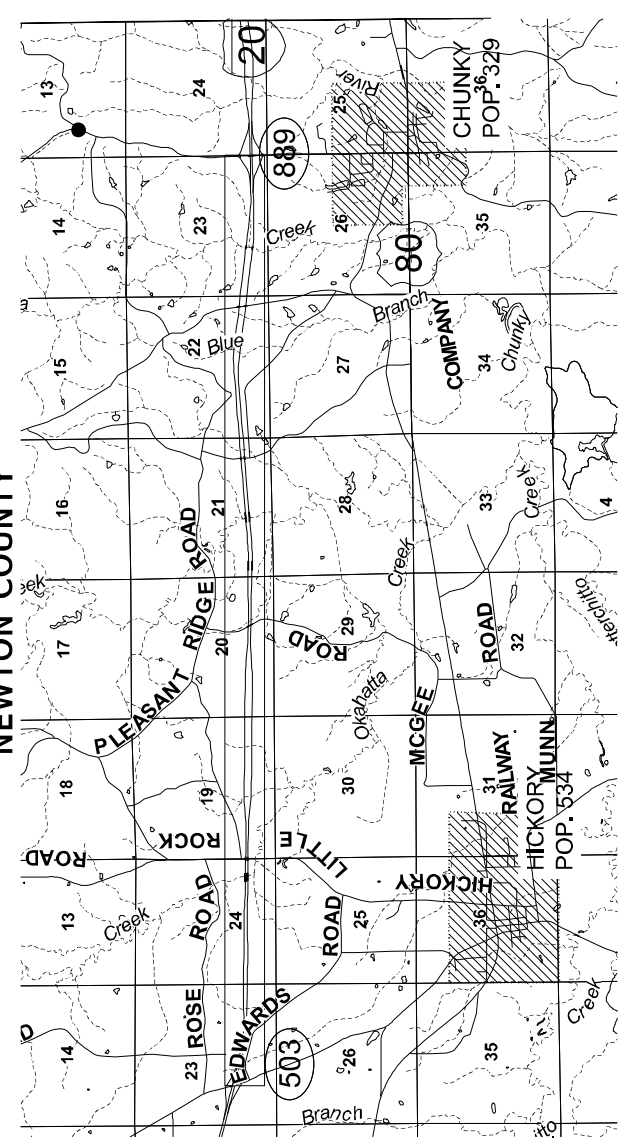 NEWTON COUNTY
13
24
20
25
River
36
CHUNKY
POP. 329
889
14
23
Creek
26
35
80
15
22
Blue
Branch
27
COMPANY
34
Chunky
16
21
28
33
Creek
4
Creek
PLEASANT RIDGE ROAD
17
20
ROAD
29
ROAD
32
Okahatta
MCGEE
18
19
30
31
RAILWAY
MUNN
HICKORY
POP. 534
ROAD
ROCK
LITTLE
HICKORY
13
Creek
24
25
36
ROSE ROAD
EDWARDS ROAD
14
23
503
26
35
Creek
Branch